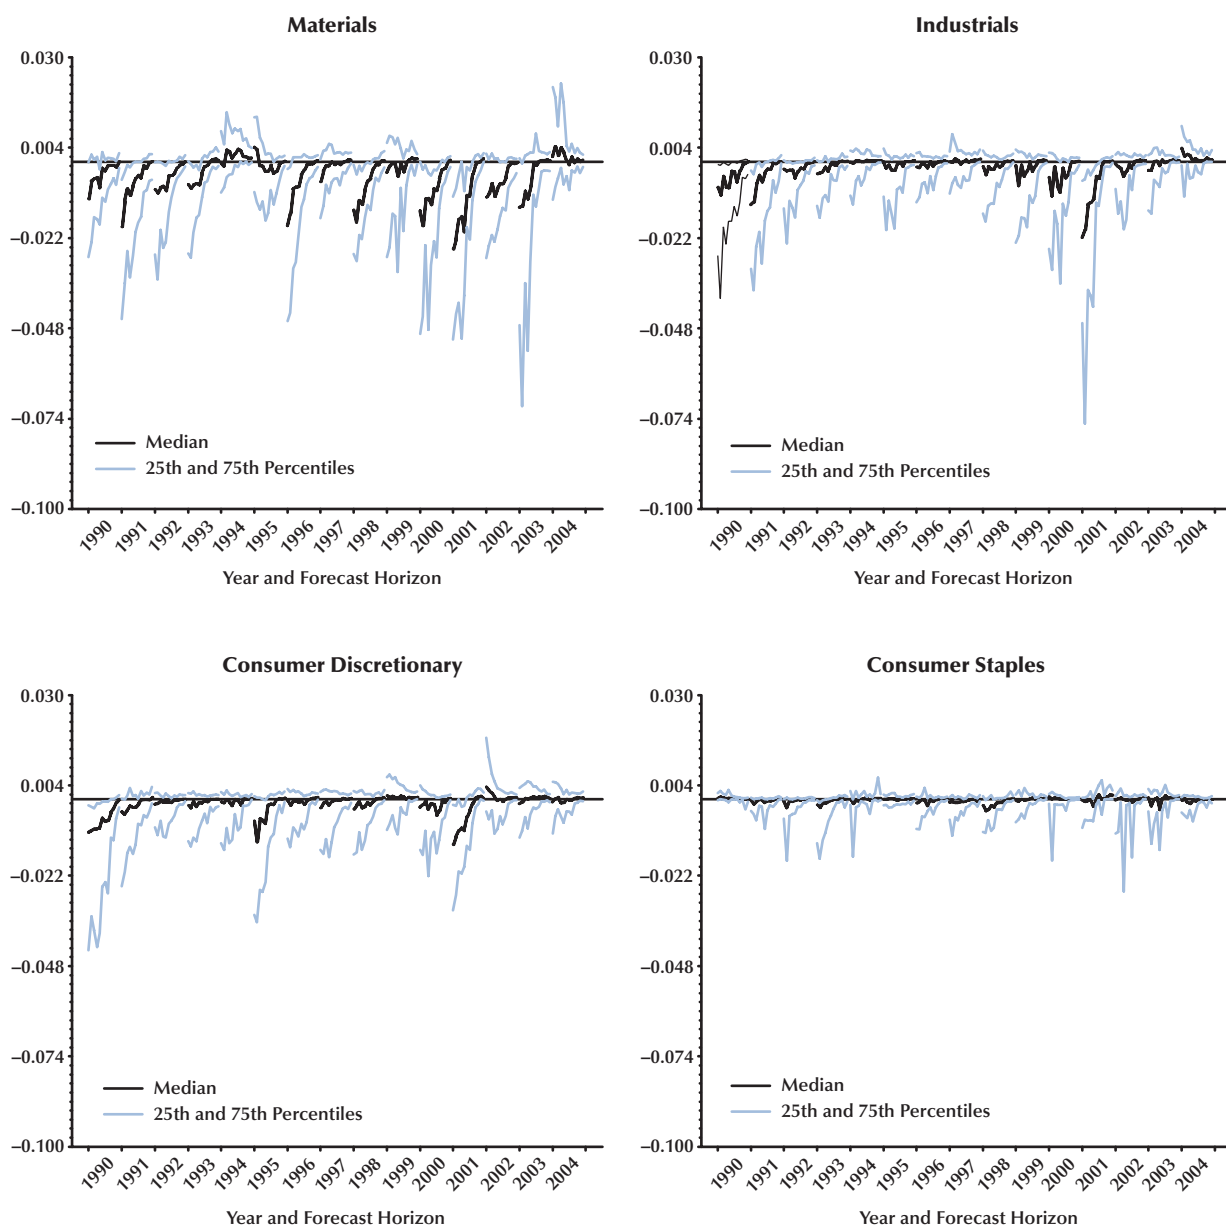 Materials
0.030
0.004
−0.022
−0.048
−0.074
−0.100
Median
25th and 75th Percentiles
1990 1991 1992 1993 1994 1995 1996 1997 1998 1999 2000 2001 2003 2004
Year and Forecast Horizon
Industrials
0.030
0.004
−0.022
−0.048
−0.074
−0.100
Median
25th and 75th Percentiles
1990 1991 1992 1993 1994 1995 1996 1997 1998 1999 2000 2001 2002 2003 2004
Year and Forecast Horizon
Consumer Discretionary
0.030
0.004
−0.022
−0.048
−0.074
−0.100
Median
25th and 75th Percentiles
1990 1991 1992 1993 1994 1995 1996 1997 1998 1999 2000 2001 2003 2004
Year and Forecast Horizon
Consumer Staples
0.030
0.004
−0.022
−0.048
−0.074
−0.100
Median
25th and 75th Percentiles
1990 1991 1992 1993 1994 1995 1996 1997 1998 1999 2000 2001 2002 2003 2004
Year and Forecast Horizon